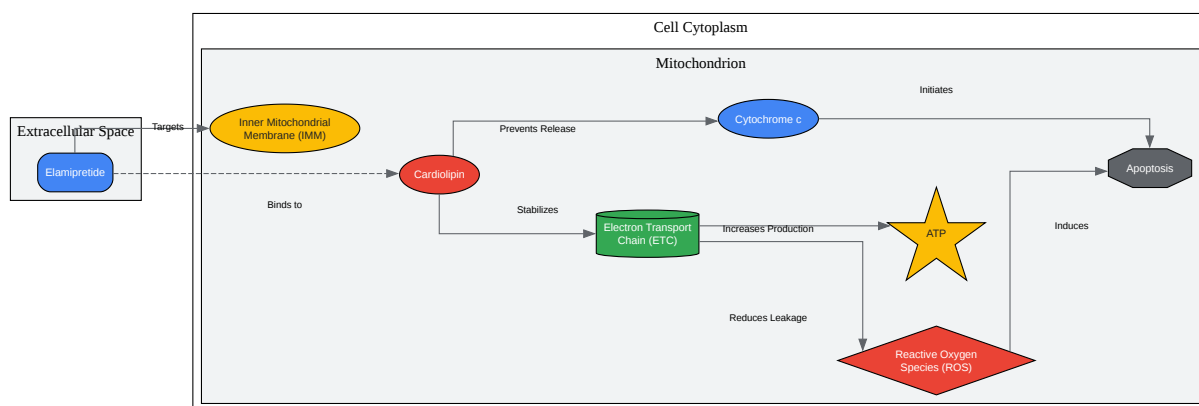 Cell Cytoplasm
Mitochondrion
Extracellular Space
Elamipretide
Targets
Inner Mitochondrial
Membrane (IMM)
Binds to
Cardiolipin
Prevents Release
Cytochrome c
Initiates
Apoptosis
Stabilizes
Electron Transport
Chain (ETC)
Increases Production
ATP
Reduces Leakage
Reactive Oxygen
Species (ROS)
Induces